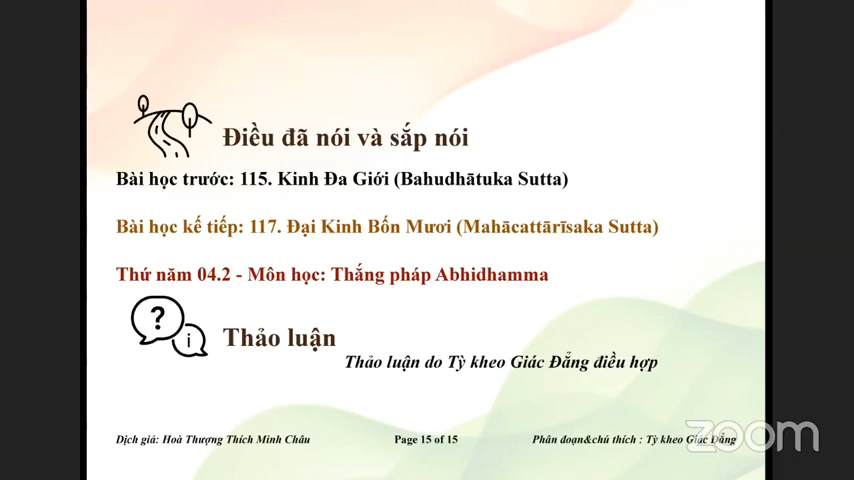 Điều đã nói và sắp nói
Bài học trước: 115. Kinh Đa Giới (Bahudhātuka Sutta)
Bài học kế tiếp: 117. Đại Kinh Bốn Mươi (Mahācattārīsaka Sutta)
Thứ năm 04.2 - Môn học: Thắng pháp Abhidhamma
? i
Thảo luận
Thảo luận do Tỳ kheo Giác Đẳng điều hợp
Dịch giả: Hoà Thượng Thích Minh Châu Page 15 of 15 Phân đoạn&chú thích : Tỳ kheo Giác Đẳng
zoom